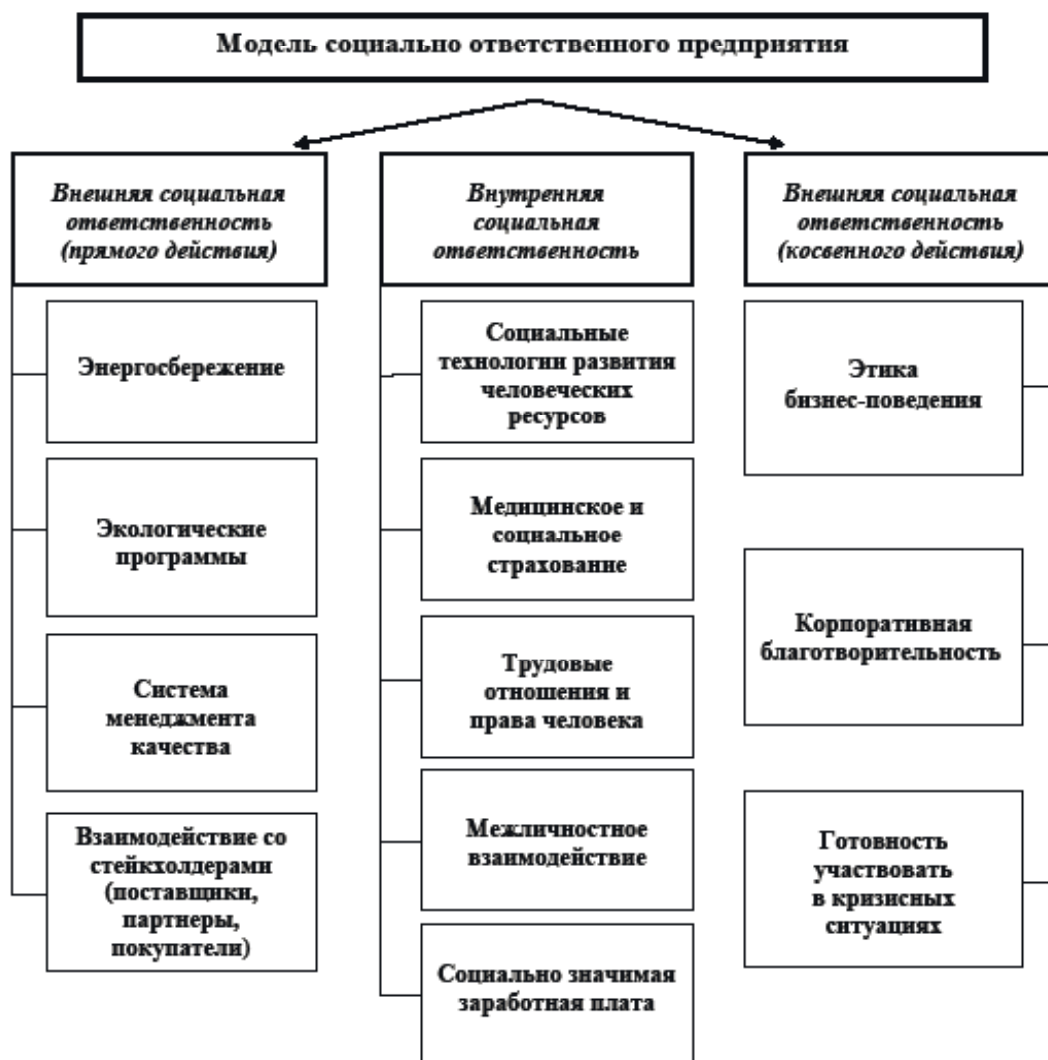 Модель социально ответственного предприятия
Внешняя социальная
ответственность
(прямого действия)
Энергосбережение
Экологические
программы
Система
менеджмента
качества
Взаимодействие со
стейкхолдерами
(поставщики,
партнеры,
покупатели)
Внутренняя
социальная
ответственность
Социальные
технологии развития
человеческих
ресурсов
Медицинское и
социальное
страхование
Трудовые
отношения и
права человека
Межличностное
взаимодействие
Социально значимая
заработная плата
Внешняя социальная
ответственность
(косвенного действия)
Этика
бизнес-поведения
Корпоративная
благотворительность
Готовность
участвовать
в кризисных
ситуациях